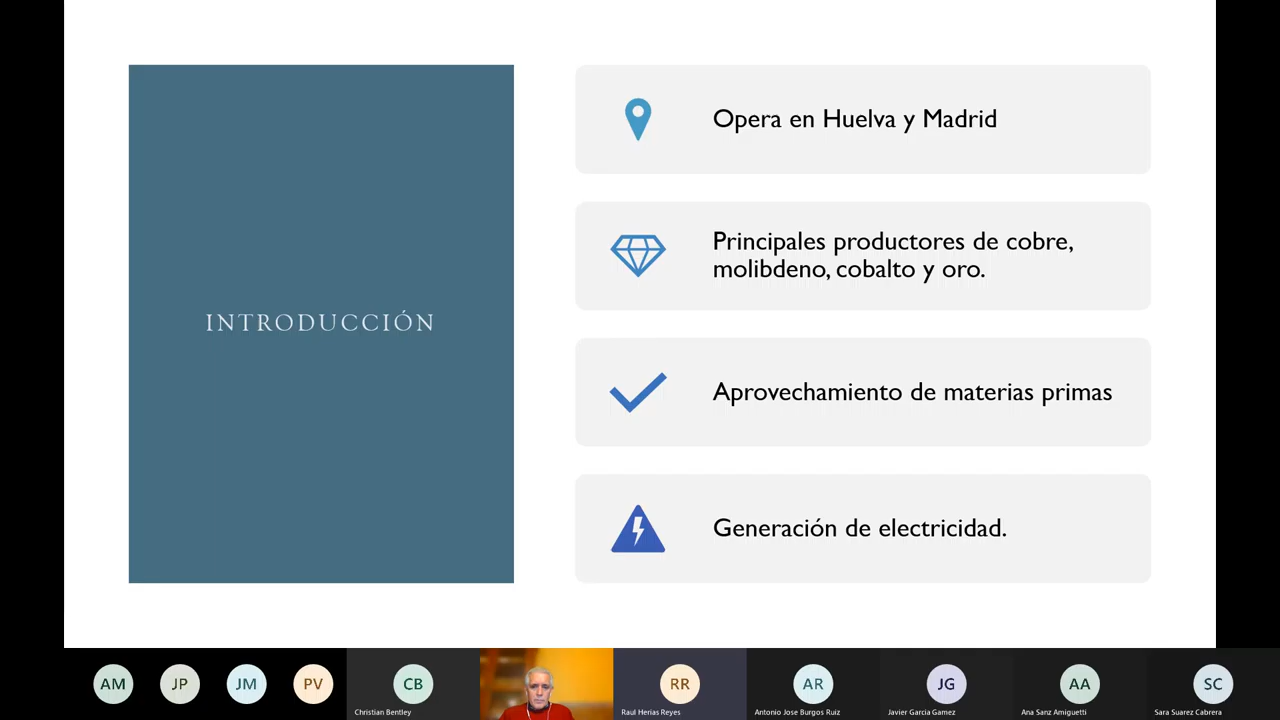 INTRODUCCIÓN
Opera en Huelva y Madrid
Principales productores de cobre,
molibdeno, cobalto y oro.
Aprovechamiento de materias primas
Generación de electricidad.
AM
JP
JM
PV
CB
RR
AR
JG
AA
SC
Christian Bentley
Raul Herias Reyes
Antonio Jose Burgos Ruiz
Javier Garcia Gamez
Ana Sanz Amiguetti
Sara Suarez Cabrera